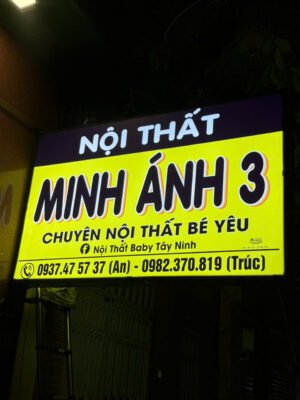 NỘI THẤT
MINH ÁNH 3
CHUYÊN NỘI THẤT BÉ YÊU
Nội Thất Baby Tây Ninh
0937.47 57 37 (An) - 0982.370.819 (Trúc)